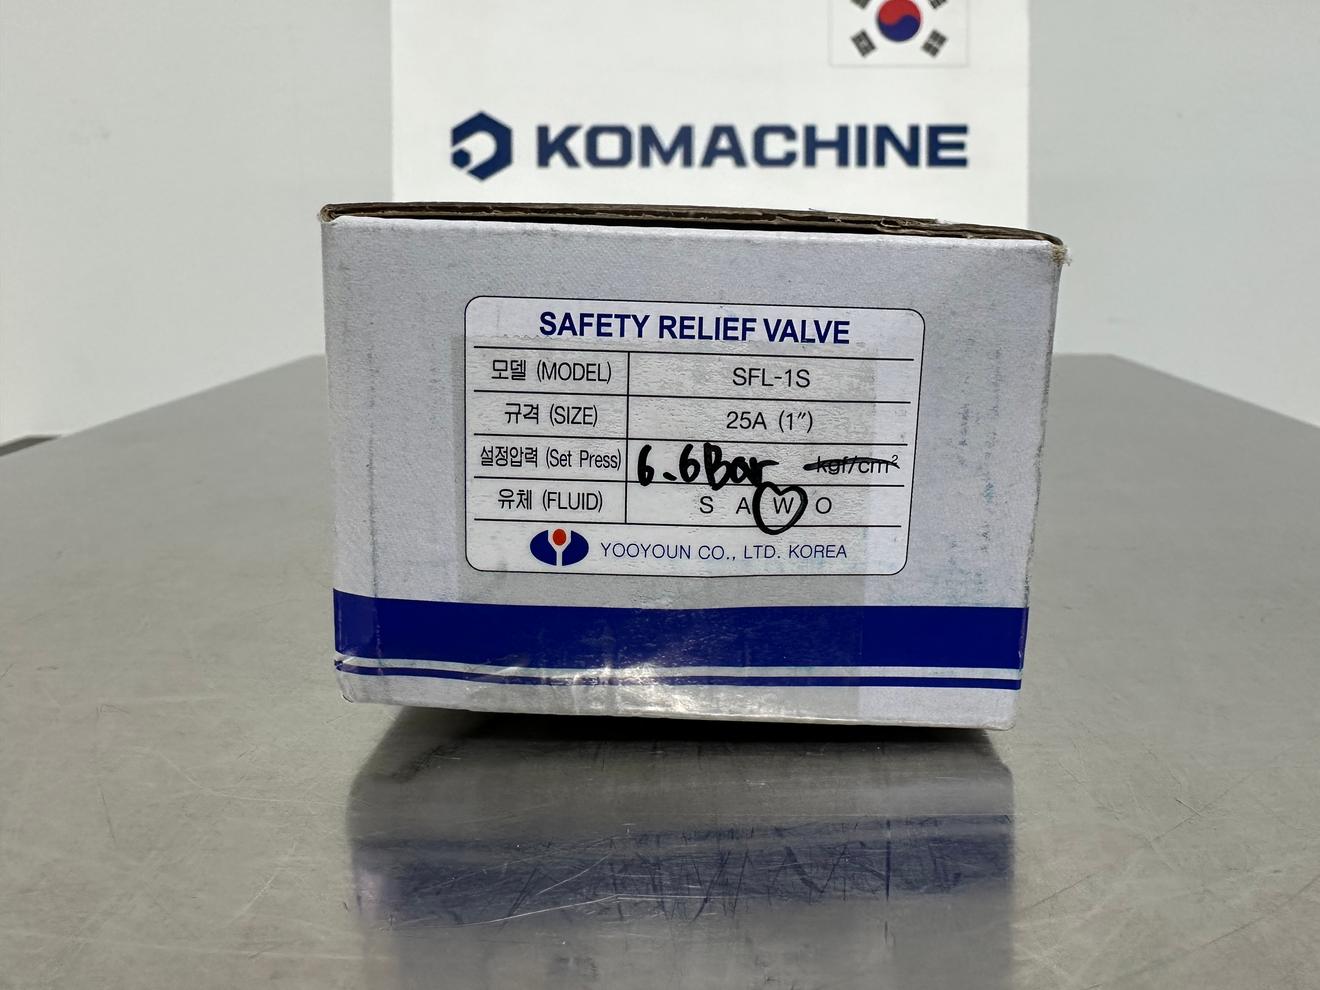 KOMACHINE
SAFETY RELIEF VALVE
모델 (MODEL) SFL-1S
규격 (SIZE) 25A (1″)
설정압력 (Set Press) 6.6Bar kgf/cm²
유체 (FLUID) S A W O
YOOYOUN CO., LTD. KOREA